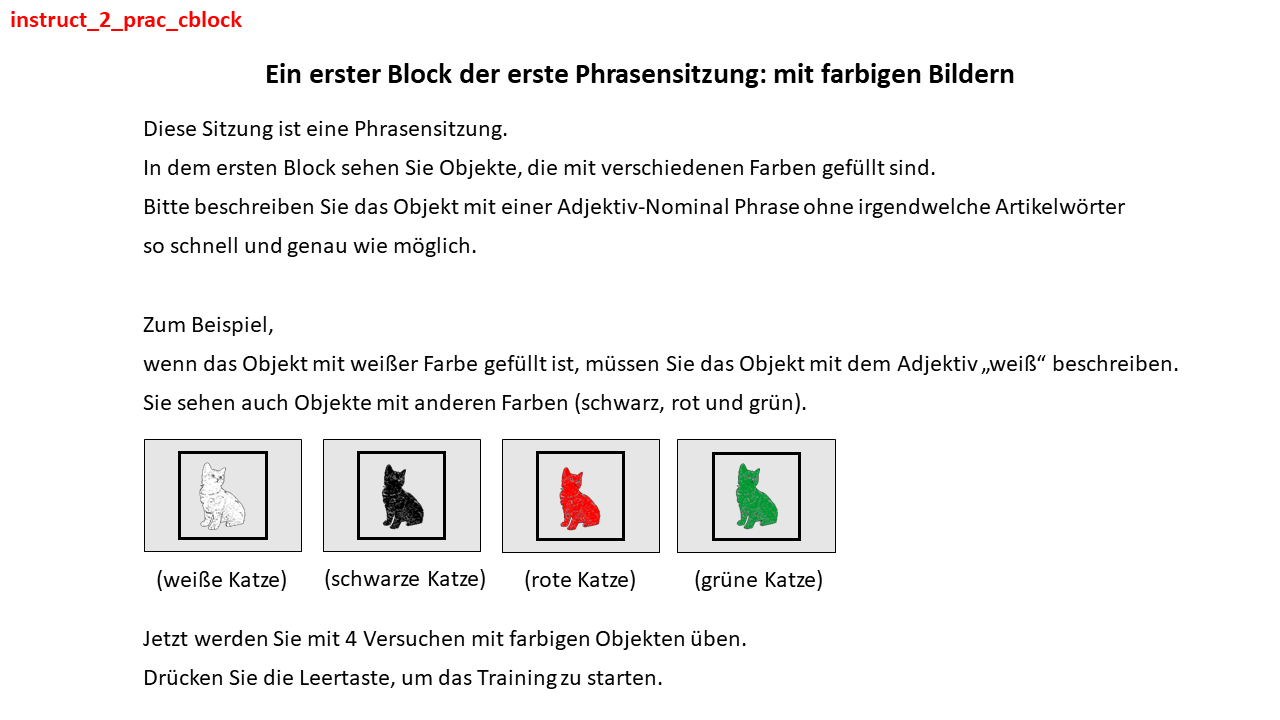 instruct_2_prac_cblock
Ein erster Block der erste Phrasensitzung: mit farbigen Bildern
Diese Sitzung ist eine Phrasensitzung.
In dem ersten Block sehen Sie Objekte, die mit verschiedenen Farben gefüllt sind.
Bitte beschreiben Sie das Objekt mit einer Adjektiv-Nominal Phrase ohne irgendwelche Artikelwörter
so schnell und genau wie möglich.
Zum Beispiel,
wenn das Objekt mit weißer Farbe gefüllt ist, müssen Sie das Objekt mit dem Adjektiv „weiß“ beschreiben.
Sie sehen auch Objekte mit anderen Farben (schwarz, rot und grün).
(weiße Katze) (schwarze Katze) (rote Katze) (grüne Katze)
Jetzt werden Sie mit 4 Versuchen mit farbigen Objekten üben.
Drücken Sie die Leertaste, um das Training zu starten.